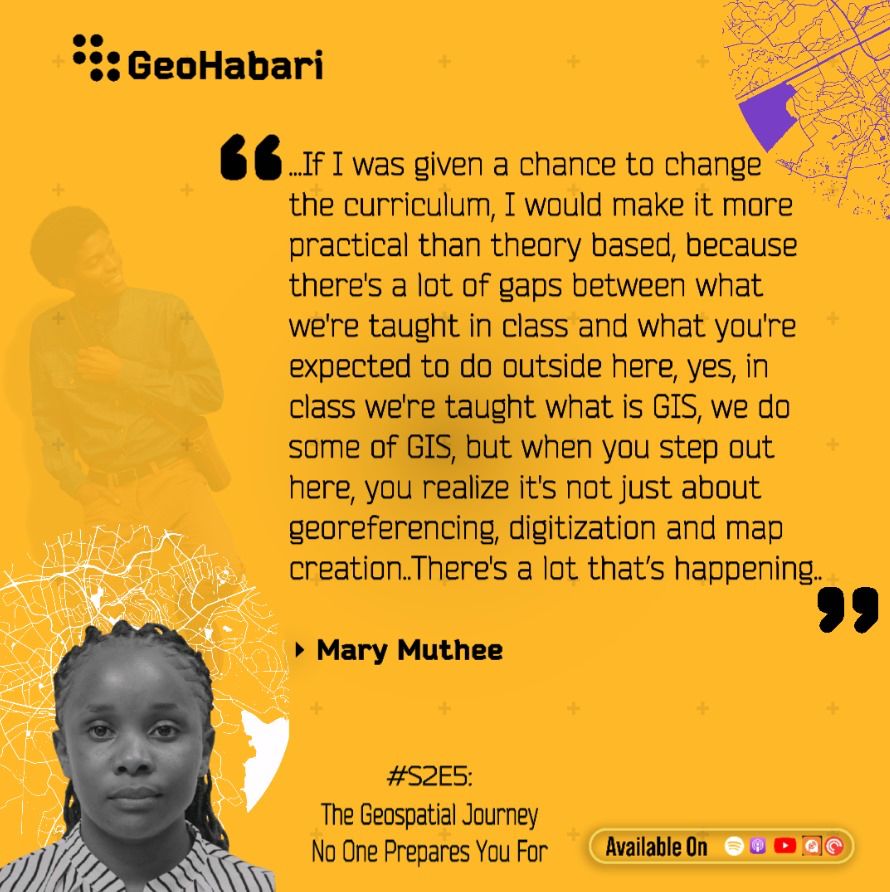 GeoHabari
“ ...If I was given a chance to change
the curriculum, I would make it more
practical than theory based, because
there's a lot of gaps between what
we're taught in class and what you're
expected to do outside here, yes, in
class we're taught what is GIS, we do
some of GIS, but when you step out
here, you realize it's not just about
georeferencing, digitization and map
creation..There's a lot that’s happening.. ”
Mary Muthee
#S2E5:
The Geospatial Journey
No One Prepares You For
Available On